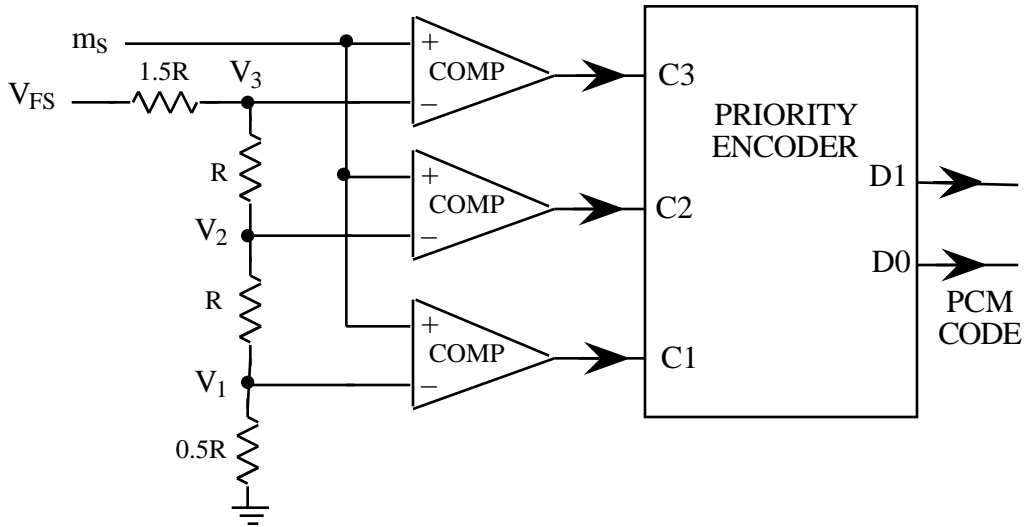 mS
+
COMP
−
1.5R
V3
VFS
C3
PRIORITY
ENCODER
R
+
COMP
−
V2
C2
D1
D0
R
+
COMP
−
V1
C1
PCM
CODE
0.5R